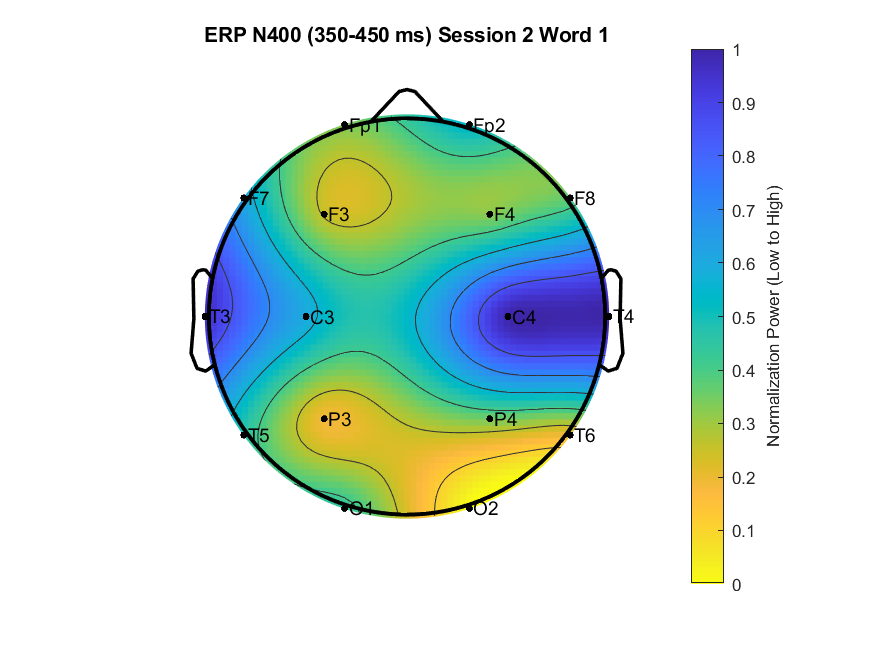 ERP N400 (350-450 ms) Session 2 Word 1
Fp1
Fp2
F7
F3
F4
F8
T3
C3
C4
T4
T5
P3
P4
T6
O1
O2
1
0.9
0.8
0.7
0.6
0.5
0.4
0.3
0.2
0.1
0
Normalization Power (Low to High)